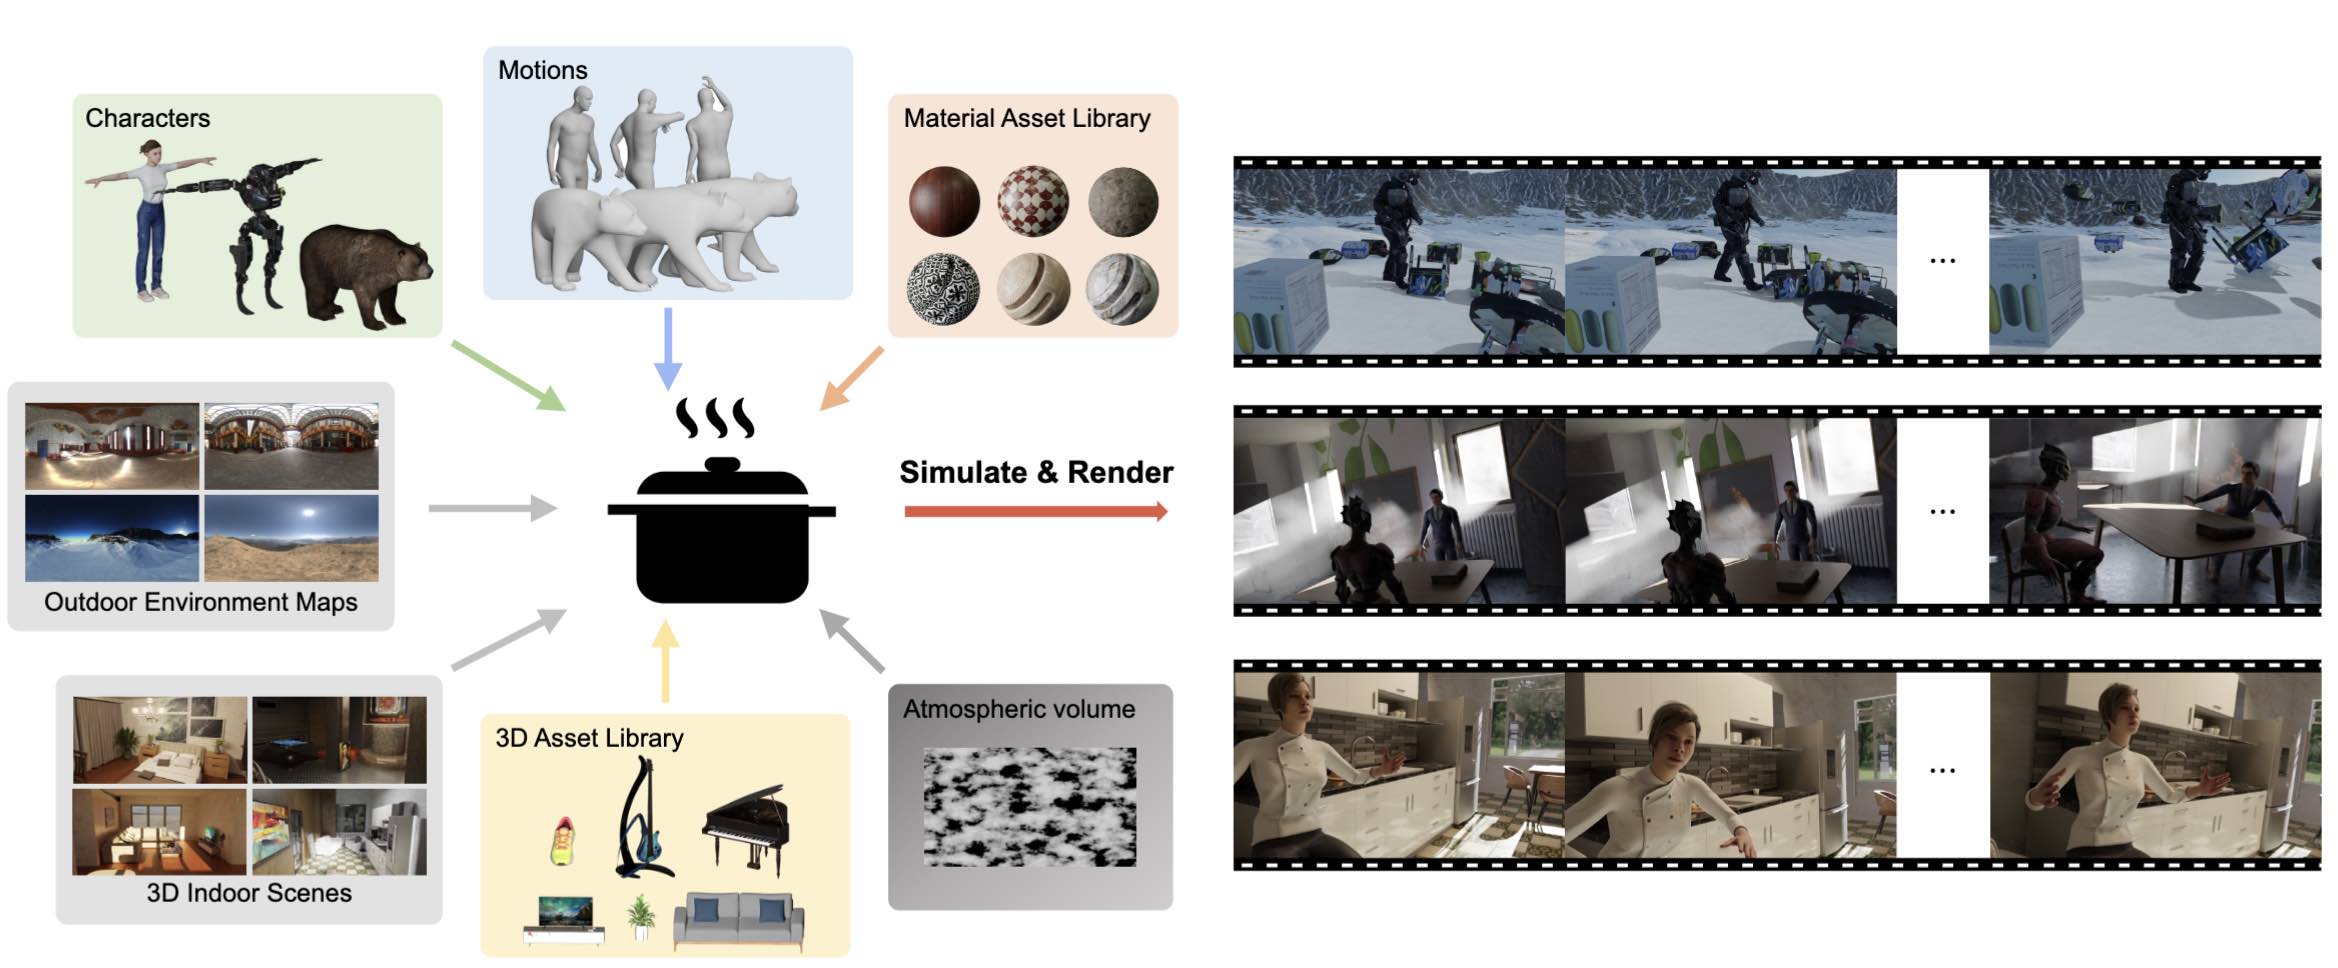 Motions
Characters
Material Asset Library
Outdoor Environment Maps
Simulate & Render
...
...
...
3D Indoor Scenes
3D Asset Library
Atmospheric volume